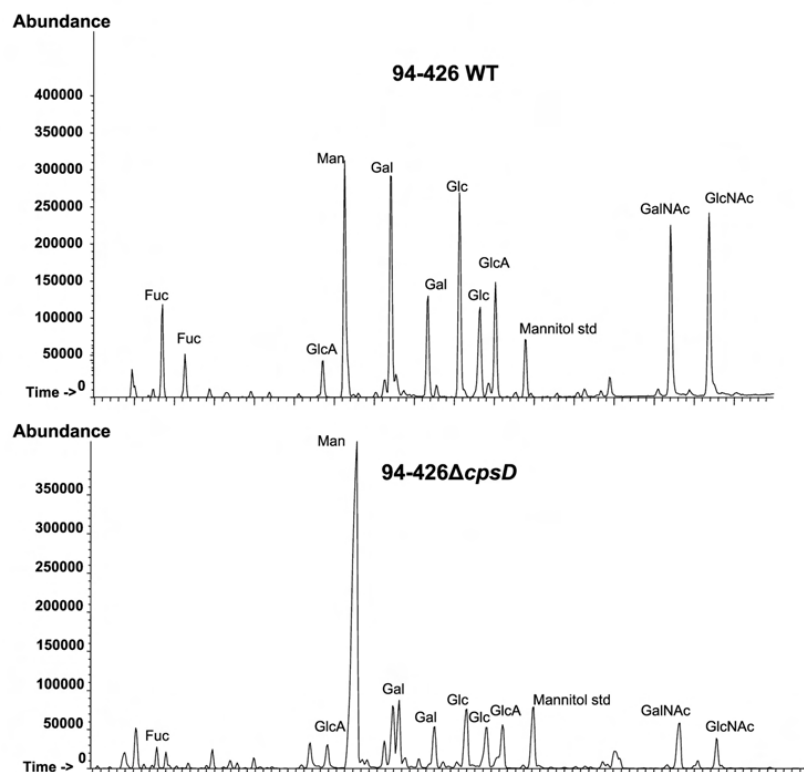 Abundance
94-426 WT
400000
350000
300000
250000
200000
150000
100000
50000
0
Time ->
Fuc
Fuc
GlcA
Man
Gal
Gal
Glc
Glc
GlcA
Mannitol std
GalNAc
GlcNAc
Abundance
94-426ΔcpsD
350000
300000
250000
200000
150000
100000
50000
0
Time ->
Fuc
GlcA
Man
Gal
Gal
Glc
Glc
GlcA
Mannitol std
GalNAc
GlcNAc